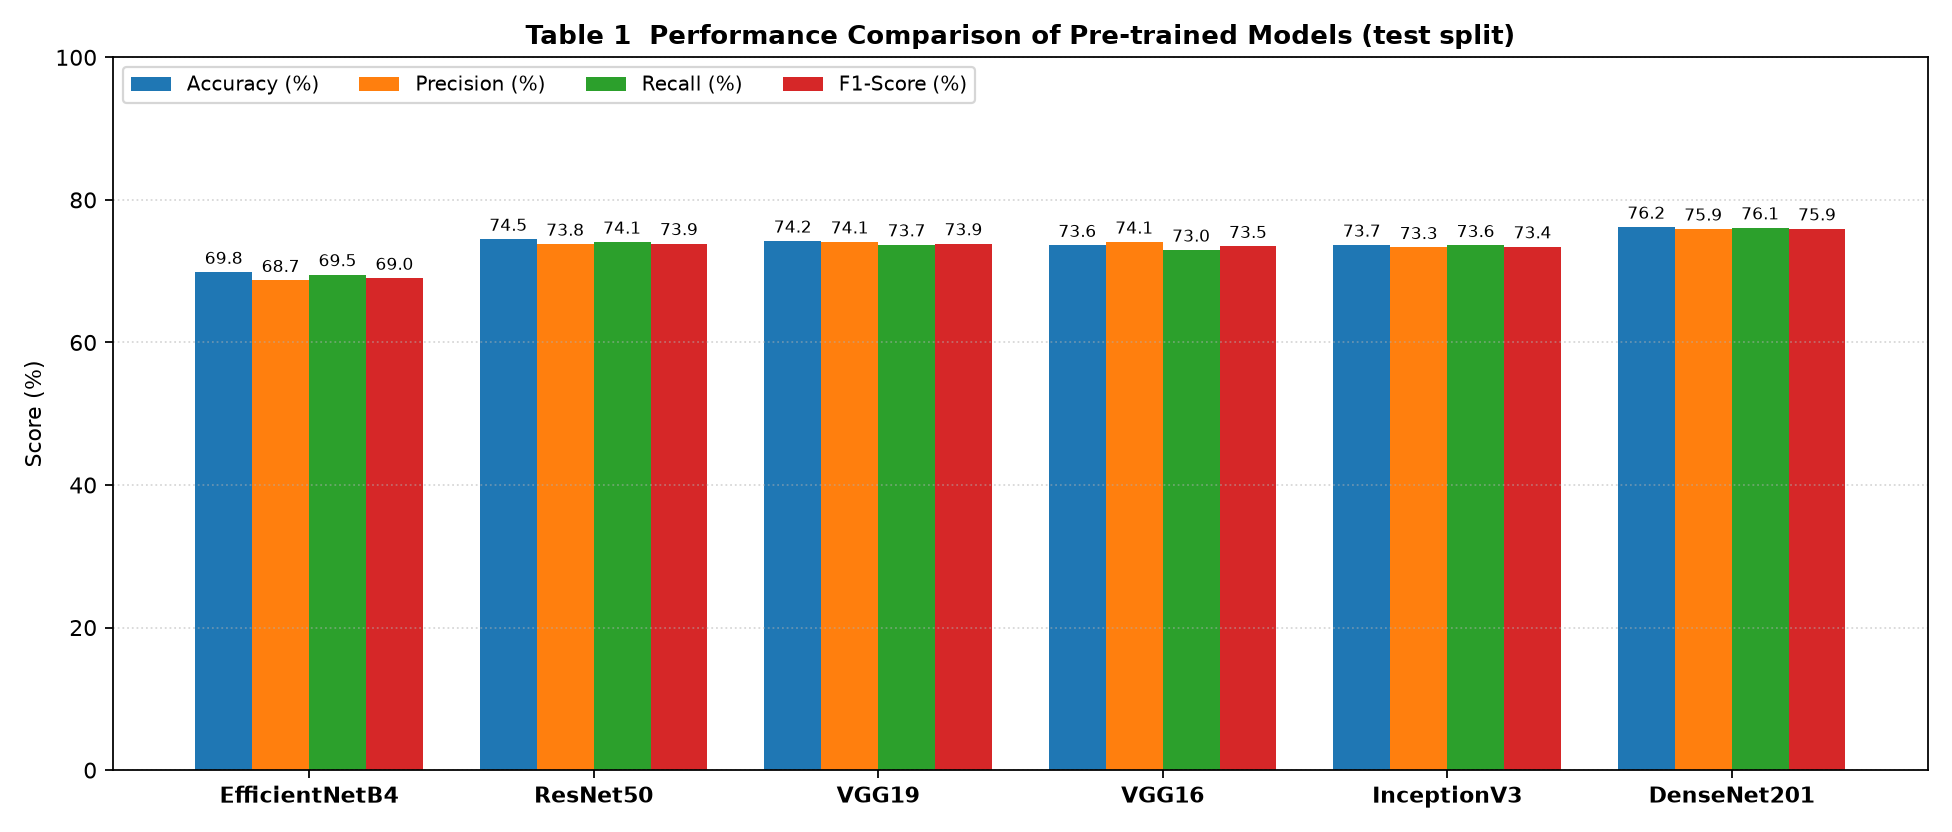 Table 1  Performance Comparison of Pre-trained Models (test split)
Accuracy (%) Precision (%) Recall (%) F1-Score (%)
Score (%)
100
80
60
40
20
0
69.8 68.7 69.5 69.0
74.5 73.8 74.1 73.9
74.2 74.1 73.7 73.9
73.6 74.1 73.0 73.5
73.7 73.3 73.6 73.4
76.2 75.9 76.1 75.9
EfficientNetB4 ResNet50 VGG19 VGG16 InceptionV3 DenseNet201